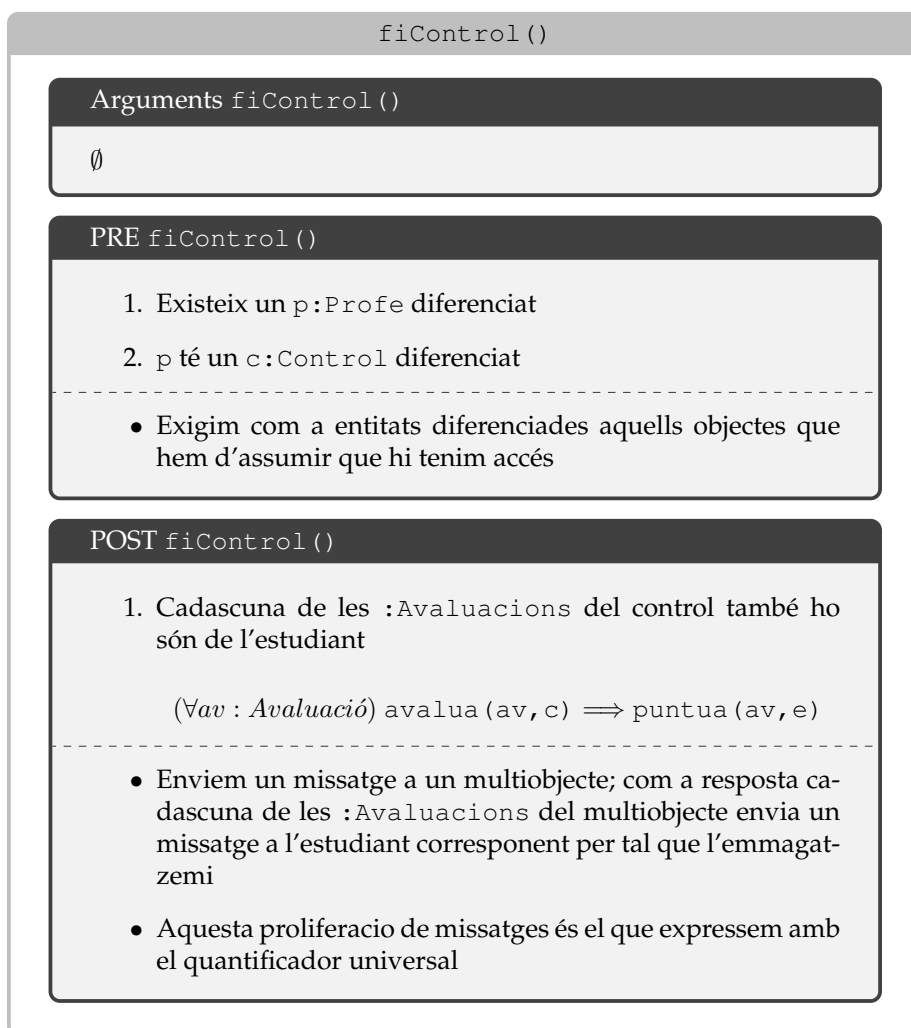 fiControl()
Arguments fiControl()
∅
PRE fiControl()
1. Existeix un p:Profe diferenciat
2. p té un c:Control diferenciat
• Exigim com a entitats diferenciades aquells objectes que
hem d'assumir que hi tenim accés
POST fiControl()
1. Cadascuna de les :Avaluacions del control també ho
són de l'estudiant
(∀av : Avaluació) avalua(av,c) ⟹ puntua(av,e)
• Enviem un missatge a un multiobjecte; com a resposta ca-
dascuna de les :Avaluacions del multiobjecte envia un
missatge a l'estudiant corresponent per tal que l'emmagat-
zemi
• Aquesta proliferacio de missatges és el que expressem amb
el quantificador universal